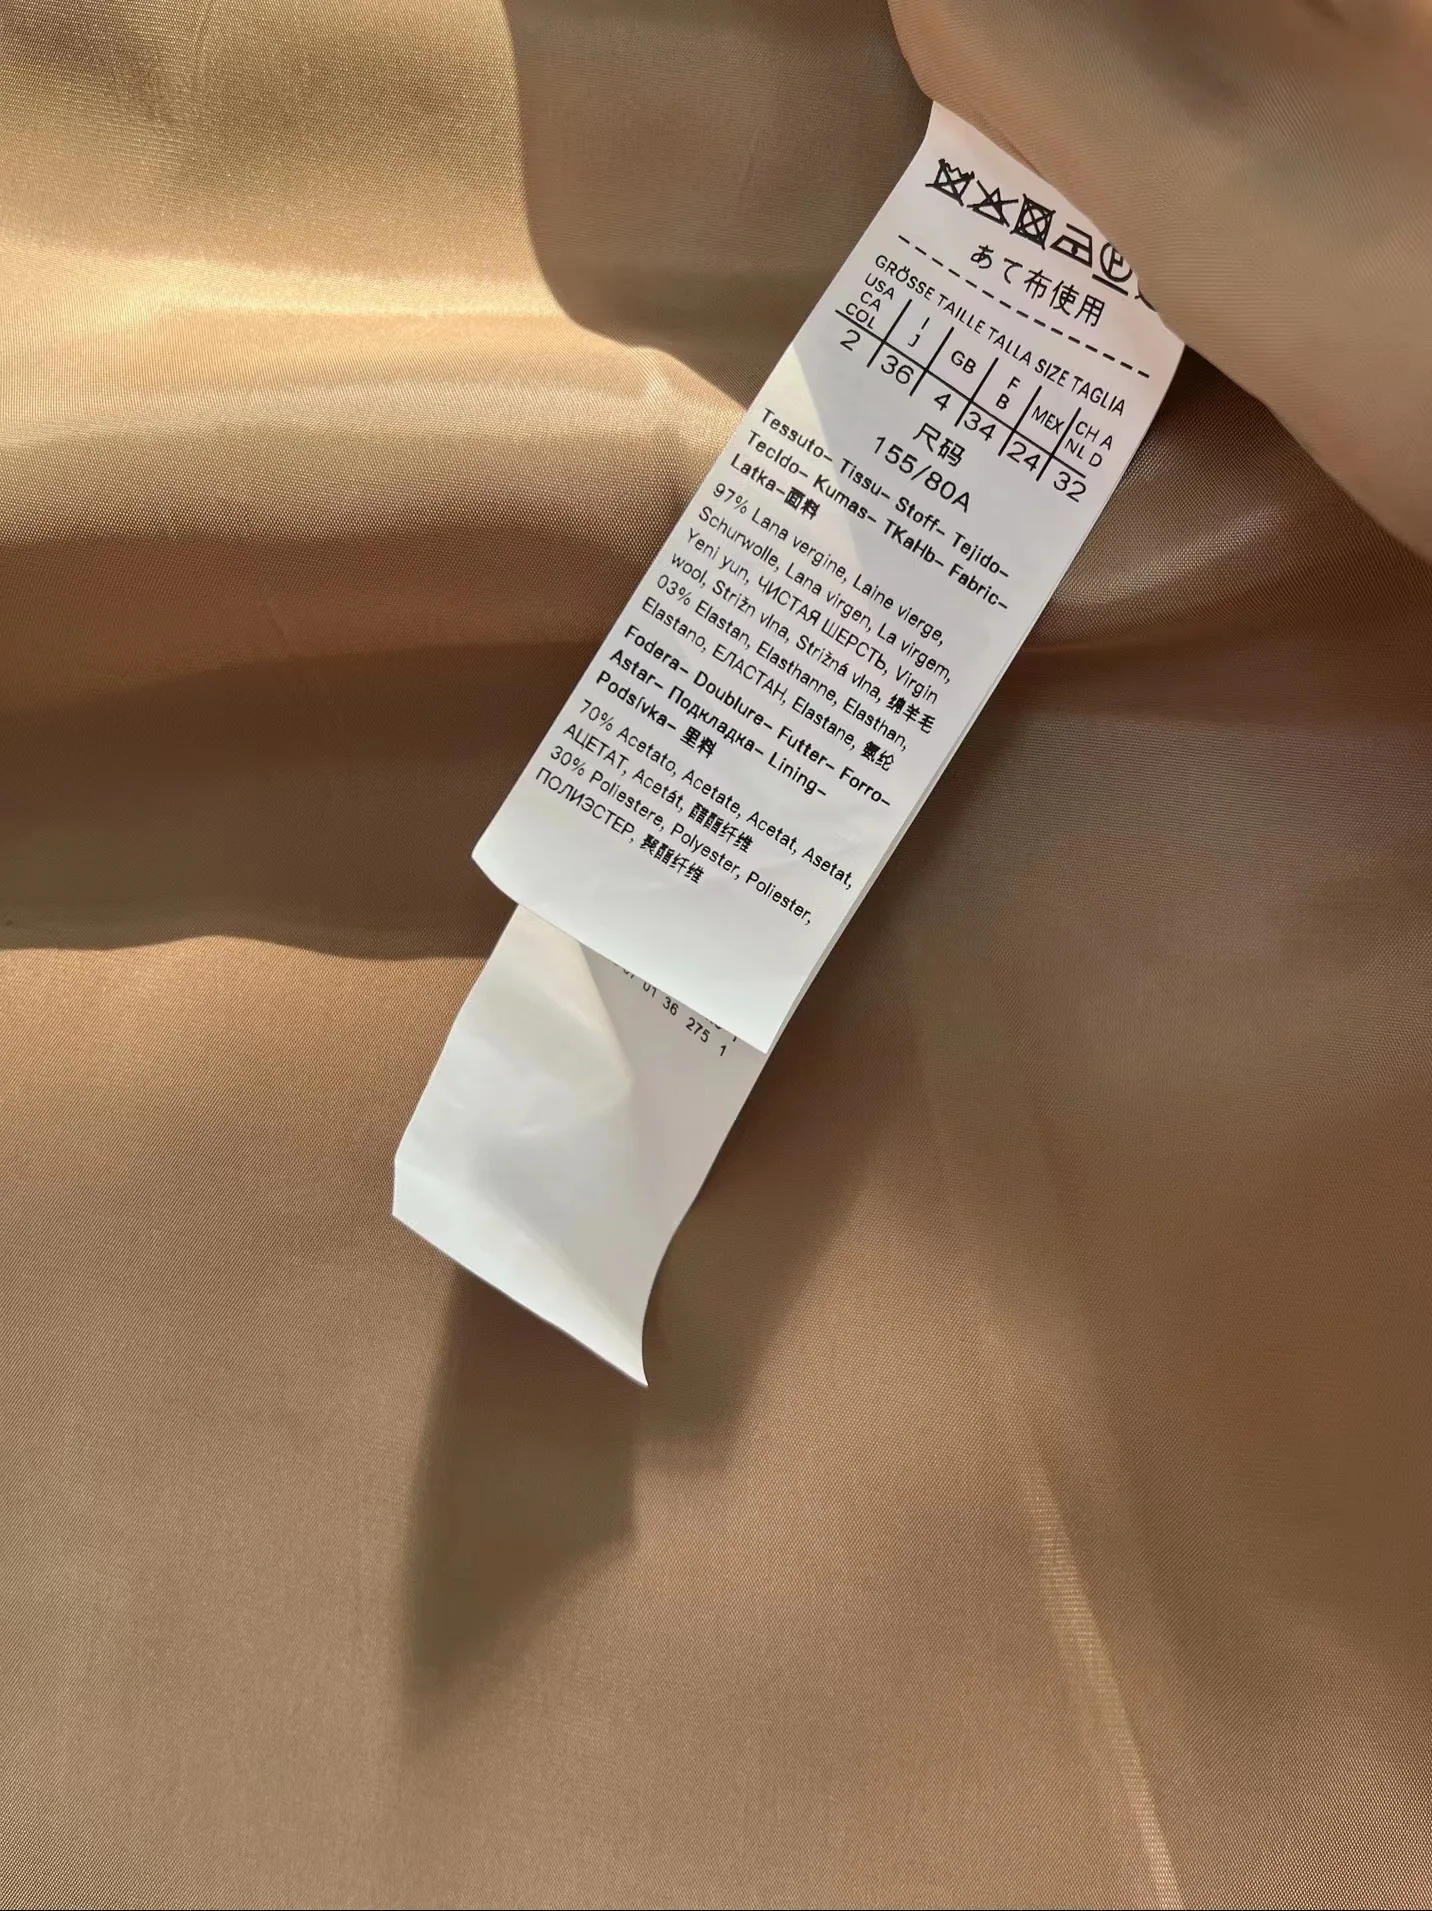 P
あて布使用
GRÖSSE TAILLE TALLA SIZE TAGLIA
USA CA COL | I J | GB | F B | MEX | CH A NL D
2 | 36 | 4 | 34 | 24 | 32
尺码
155/80A
Tessuto– Tissu– Stoff– Tejido–
Tecldo– Kumas– TKaHb– Fabric–
Latka–面料
97% Lana vergine, Laine vierge,
Schurwolle, Lana virgen, La virgem,
Yeni yun, ЧИСТАЯ ШЕРСТЬ, Virgin
wool, Strižn vlna, Strižná vlna, 绵羊毛
03% Elastan, Elasthanne, Elasthan,
Elastano, ЕЛАСТАН, Elastane, 氨纶
Fodera– Doublure– Futter– Forro–
Astar– Подкладка– Lining–
Podsívka– 里料
70% Acetato, Acetate, Acetat, Asetat,
АЦЕТАТ, Acetát, 醋酯纤维
30% Poliestere, Polyester, Poliester,
ПОЛИЭСТЕР, 聚酯纤维
01 36 275 1